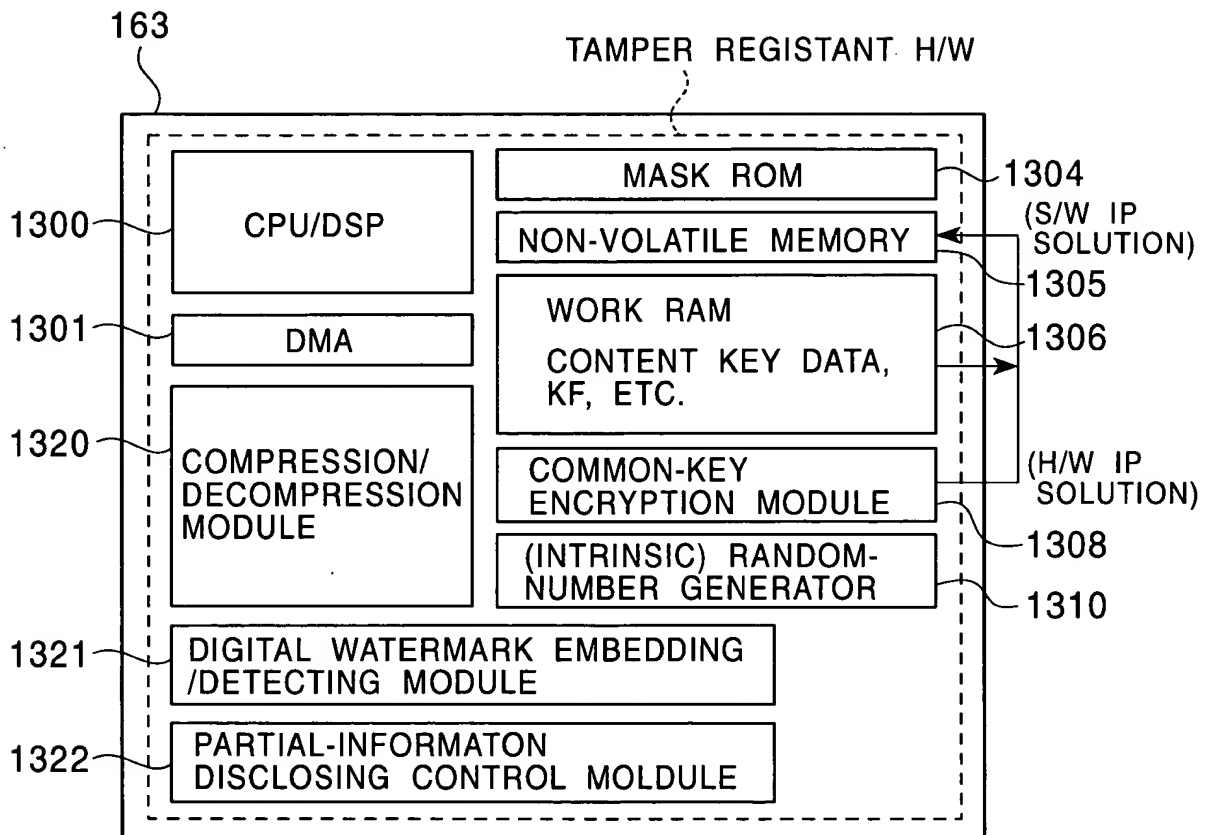 163
TAMPER REGISTANT H/W
1300
CPU/DSP
MASK ROM
1304
NON-VOLATILE MEMORY
(S/W IP
SOLUTION)
1305
1301
DMA
WORK RAM
CONTENT KEY DATA,
KF, ETC.
1306
1320
COMPRESSION/
DECOMPRESSION
MODULE
COMMON-KEY
ENCRYPTION MODULE
(H/W IP
SOLUTION)
1308
(INTRINSIC) RANDOM-
NUMBER GENERATOR
1310
1321
DIGITAL WATERMARK EMBEDDING
/DETECTING MODULE
1322
PARTIAL-INFORMATON
DISCLOSING CONTROL MOLDULE